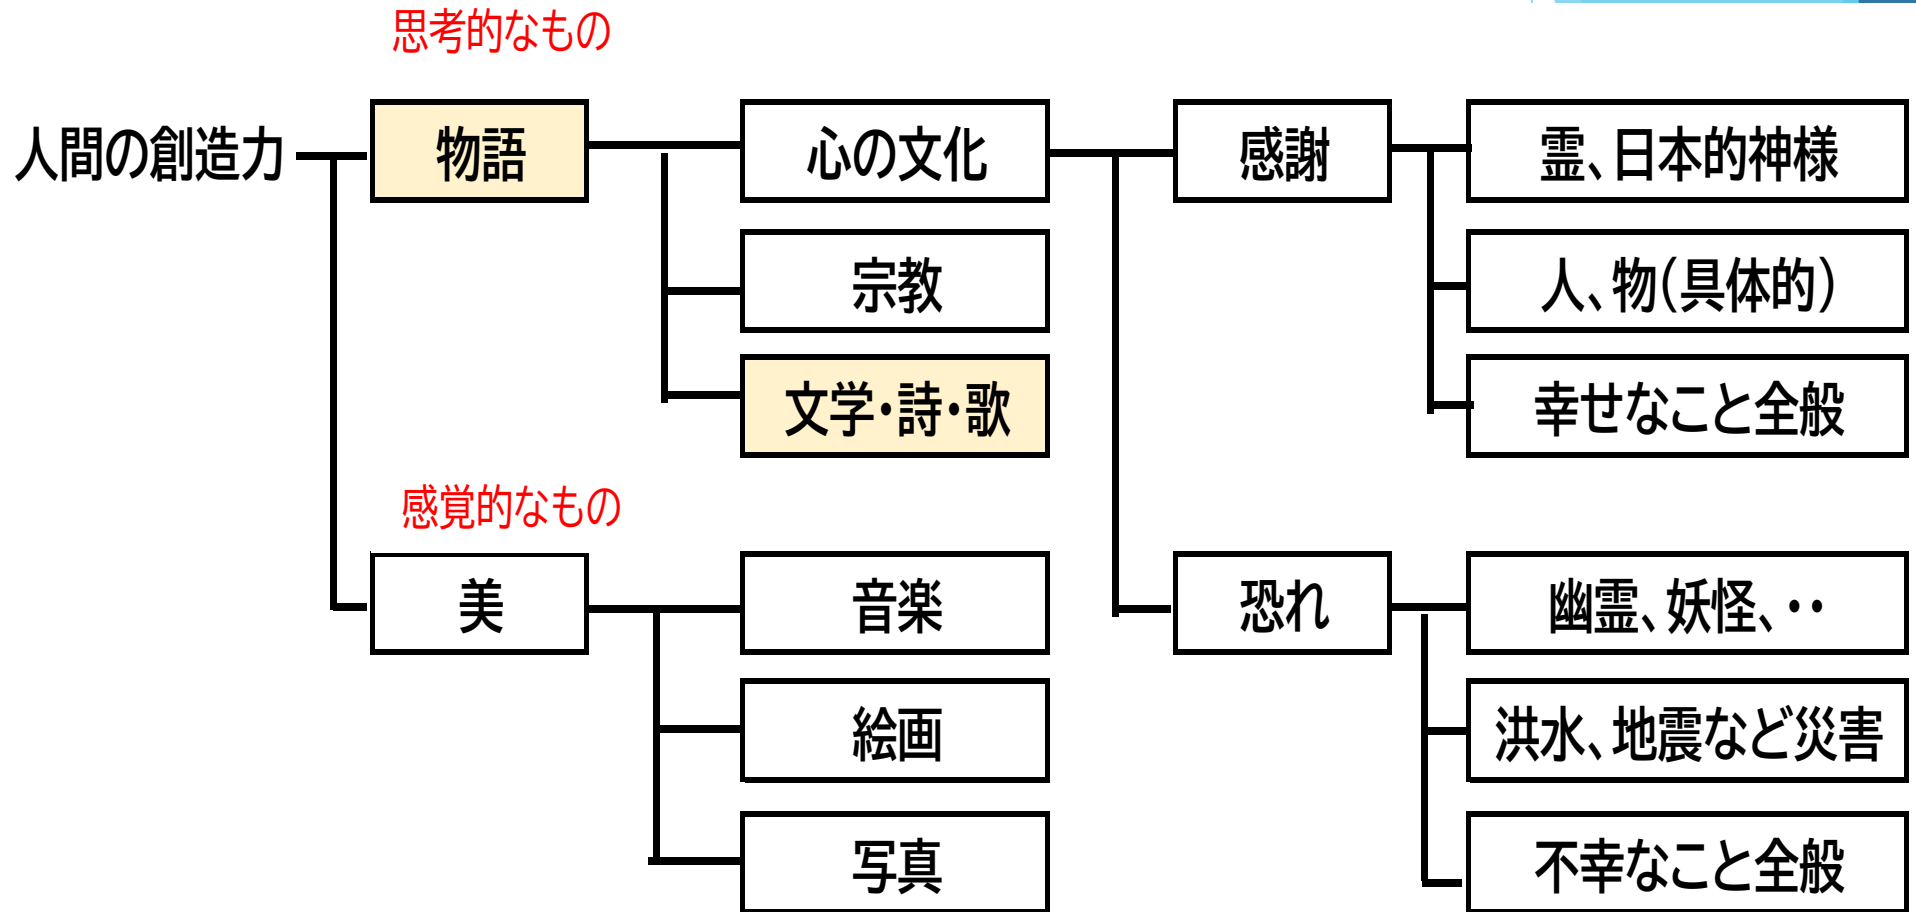 思考的なもの
人間の創造力
物語
心の文化
感謝
霊、日本的神様
宗教
人、物(具体的)
文学・詩・歌
幸せなこと全般
感覚的なもの
美
音楽
恐れ
幽霊、妖怪、・・
絵画
洪水、地震など災害
写真
不幸なこと全般